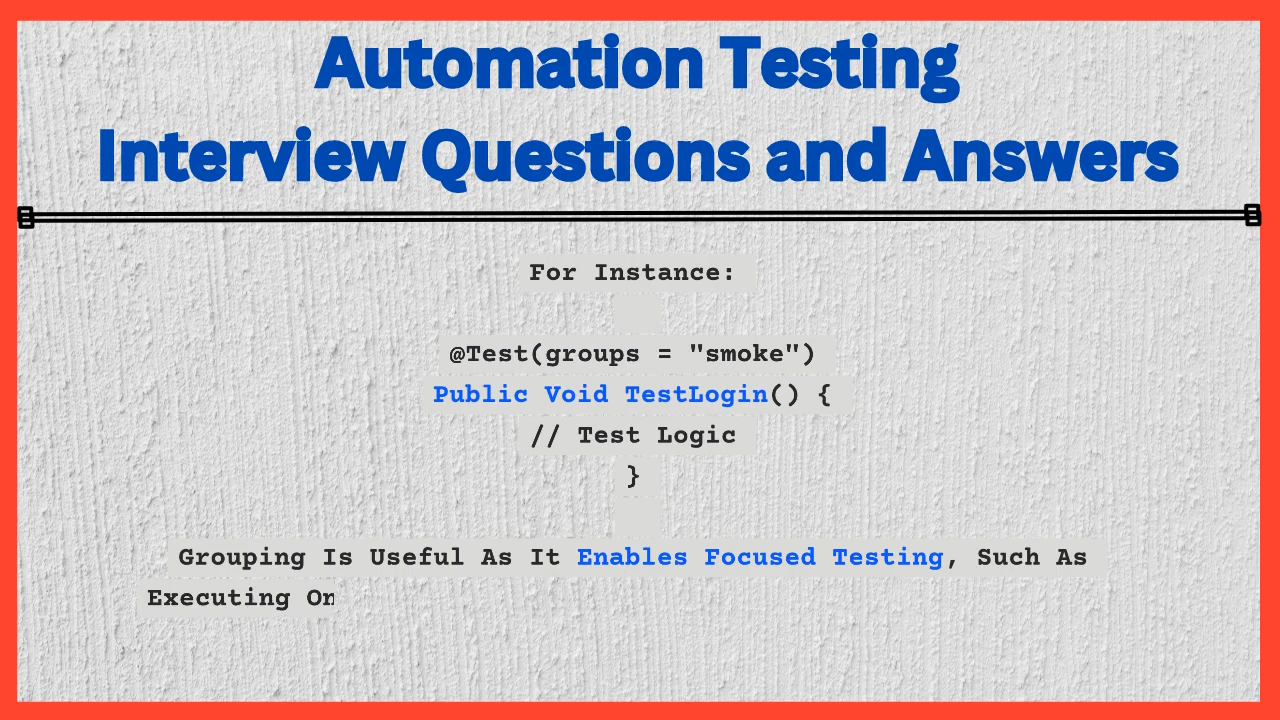 Automation Testing
Interview Questions and Answers
For Instance:
@Test(groups = "smoke")
Public Void TestLogin() {
// Test Logic
}
Grouping Is Useful As It Enables Focused Testing, Such As
Executing On